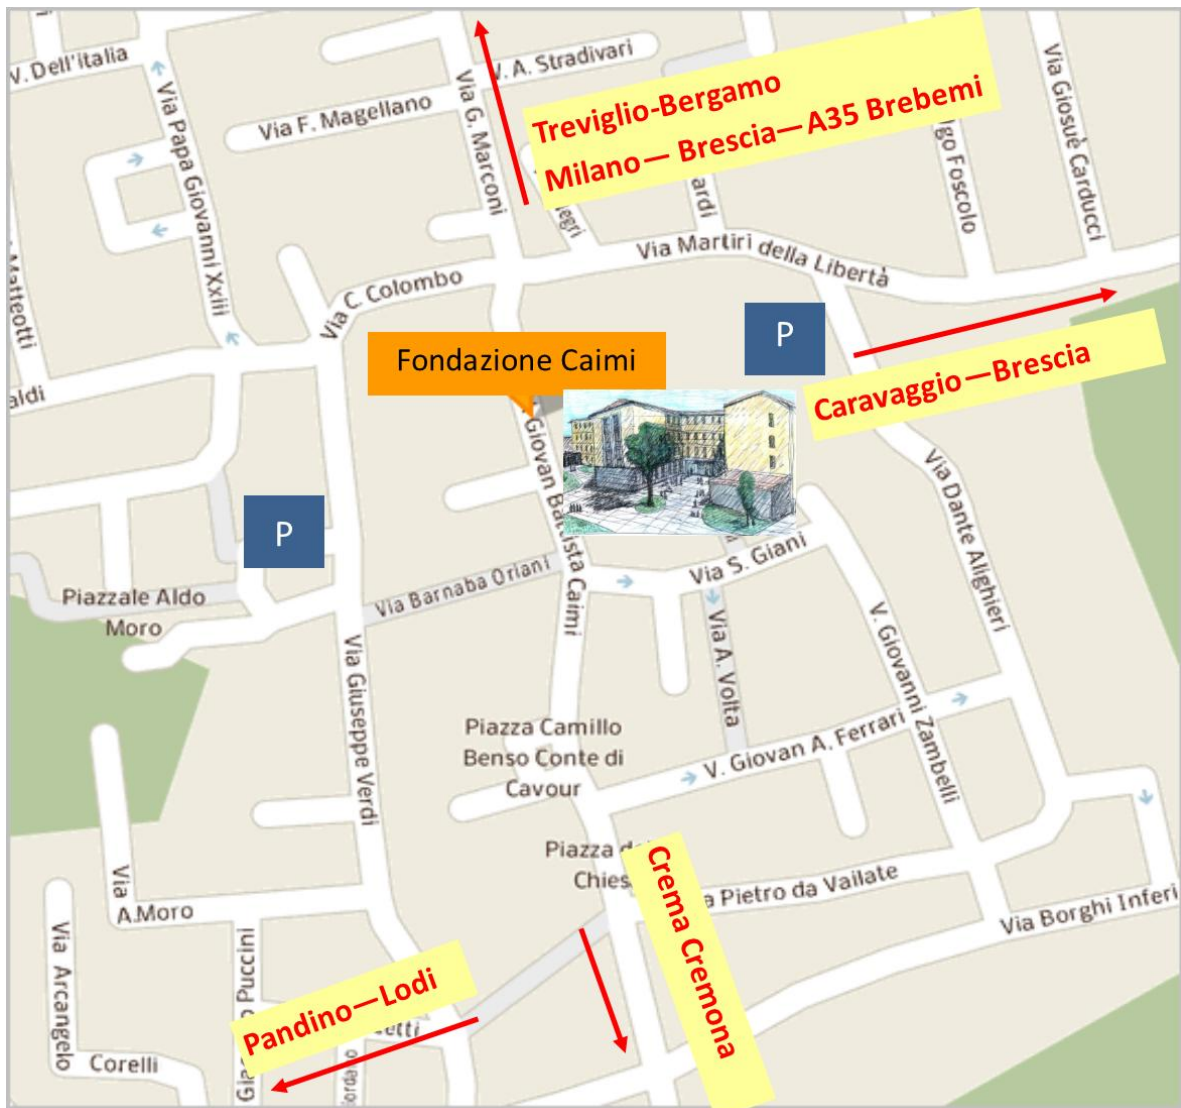 V. Dell'italia
Via Papa Giovanni Xxiii
Via F. Magellano
V. A. Stradivari
Via G. Marconi
Treviglio-Bergamo
Milano— Brescia—A35 Brebemi
Via Giosuè Carducci
Foscolo
Matteotti
Via C. Colombo
Via Martiri della Libertà
P
Fondazione Caimi
Caravaggio—Brescia
Giovan Battista Caimi
Via Dante Alighieri
P
Via S. Giani
Via Barnaba Oriani
Piazzale Aldo
Moro
Via A. Volta
V. Giovanni Zambelli
Via Giuseppe Verdi
Piazza Camillo
Benso Conte di
Cavour
V. Giovan A. Ferrari
Piazza
Crema Cremona
Pietro da Vailate
Via Borghi Inferi
Via
A.Moro
Via Arcangelo
Corelli
Puccini
Pandino—Lodi